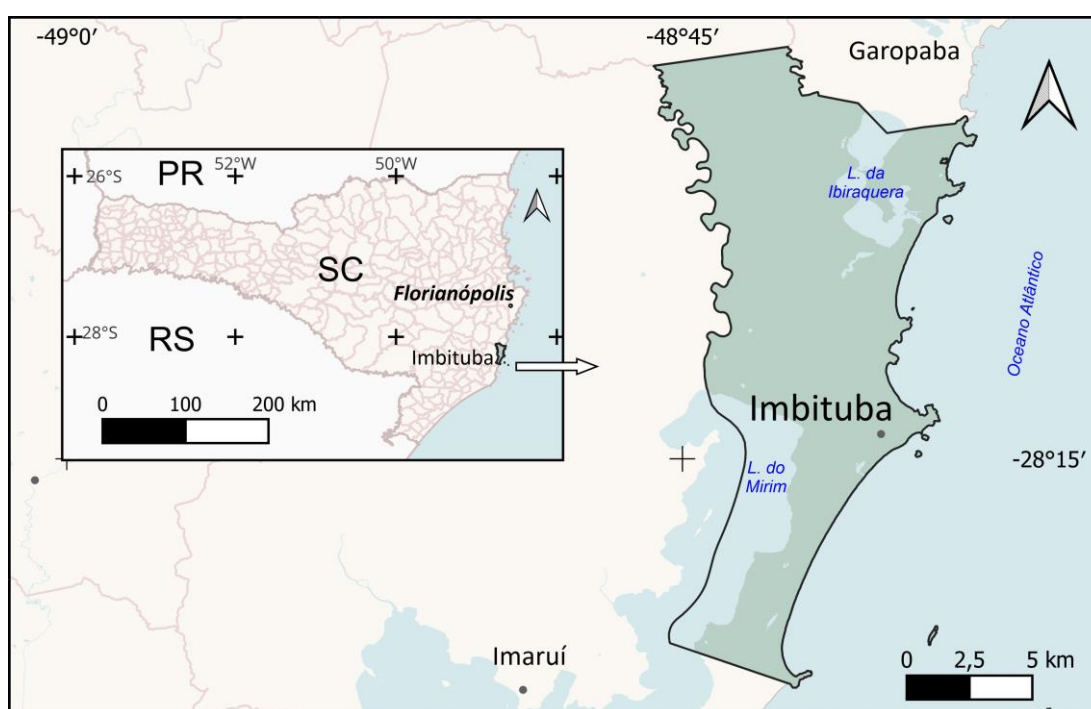 -49°0′
-48°45′
Garopaba
L. da
Ibiraquera
PR
52°W
50°W
26°S
SC
Florianópolis
RS
28°S
Imbituba
0 100 200 km
Oceano Atlântico
Imbituba
-28°15′
L. do
Mirim
Imaruí
0 2,5 5 km